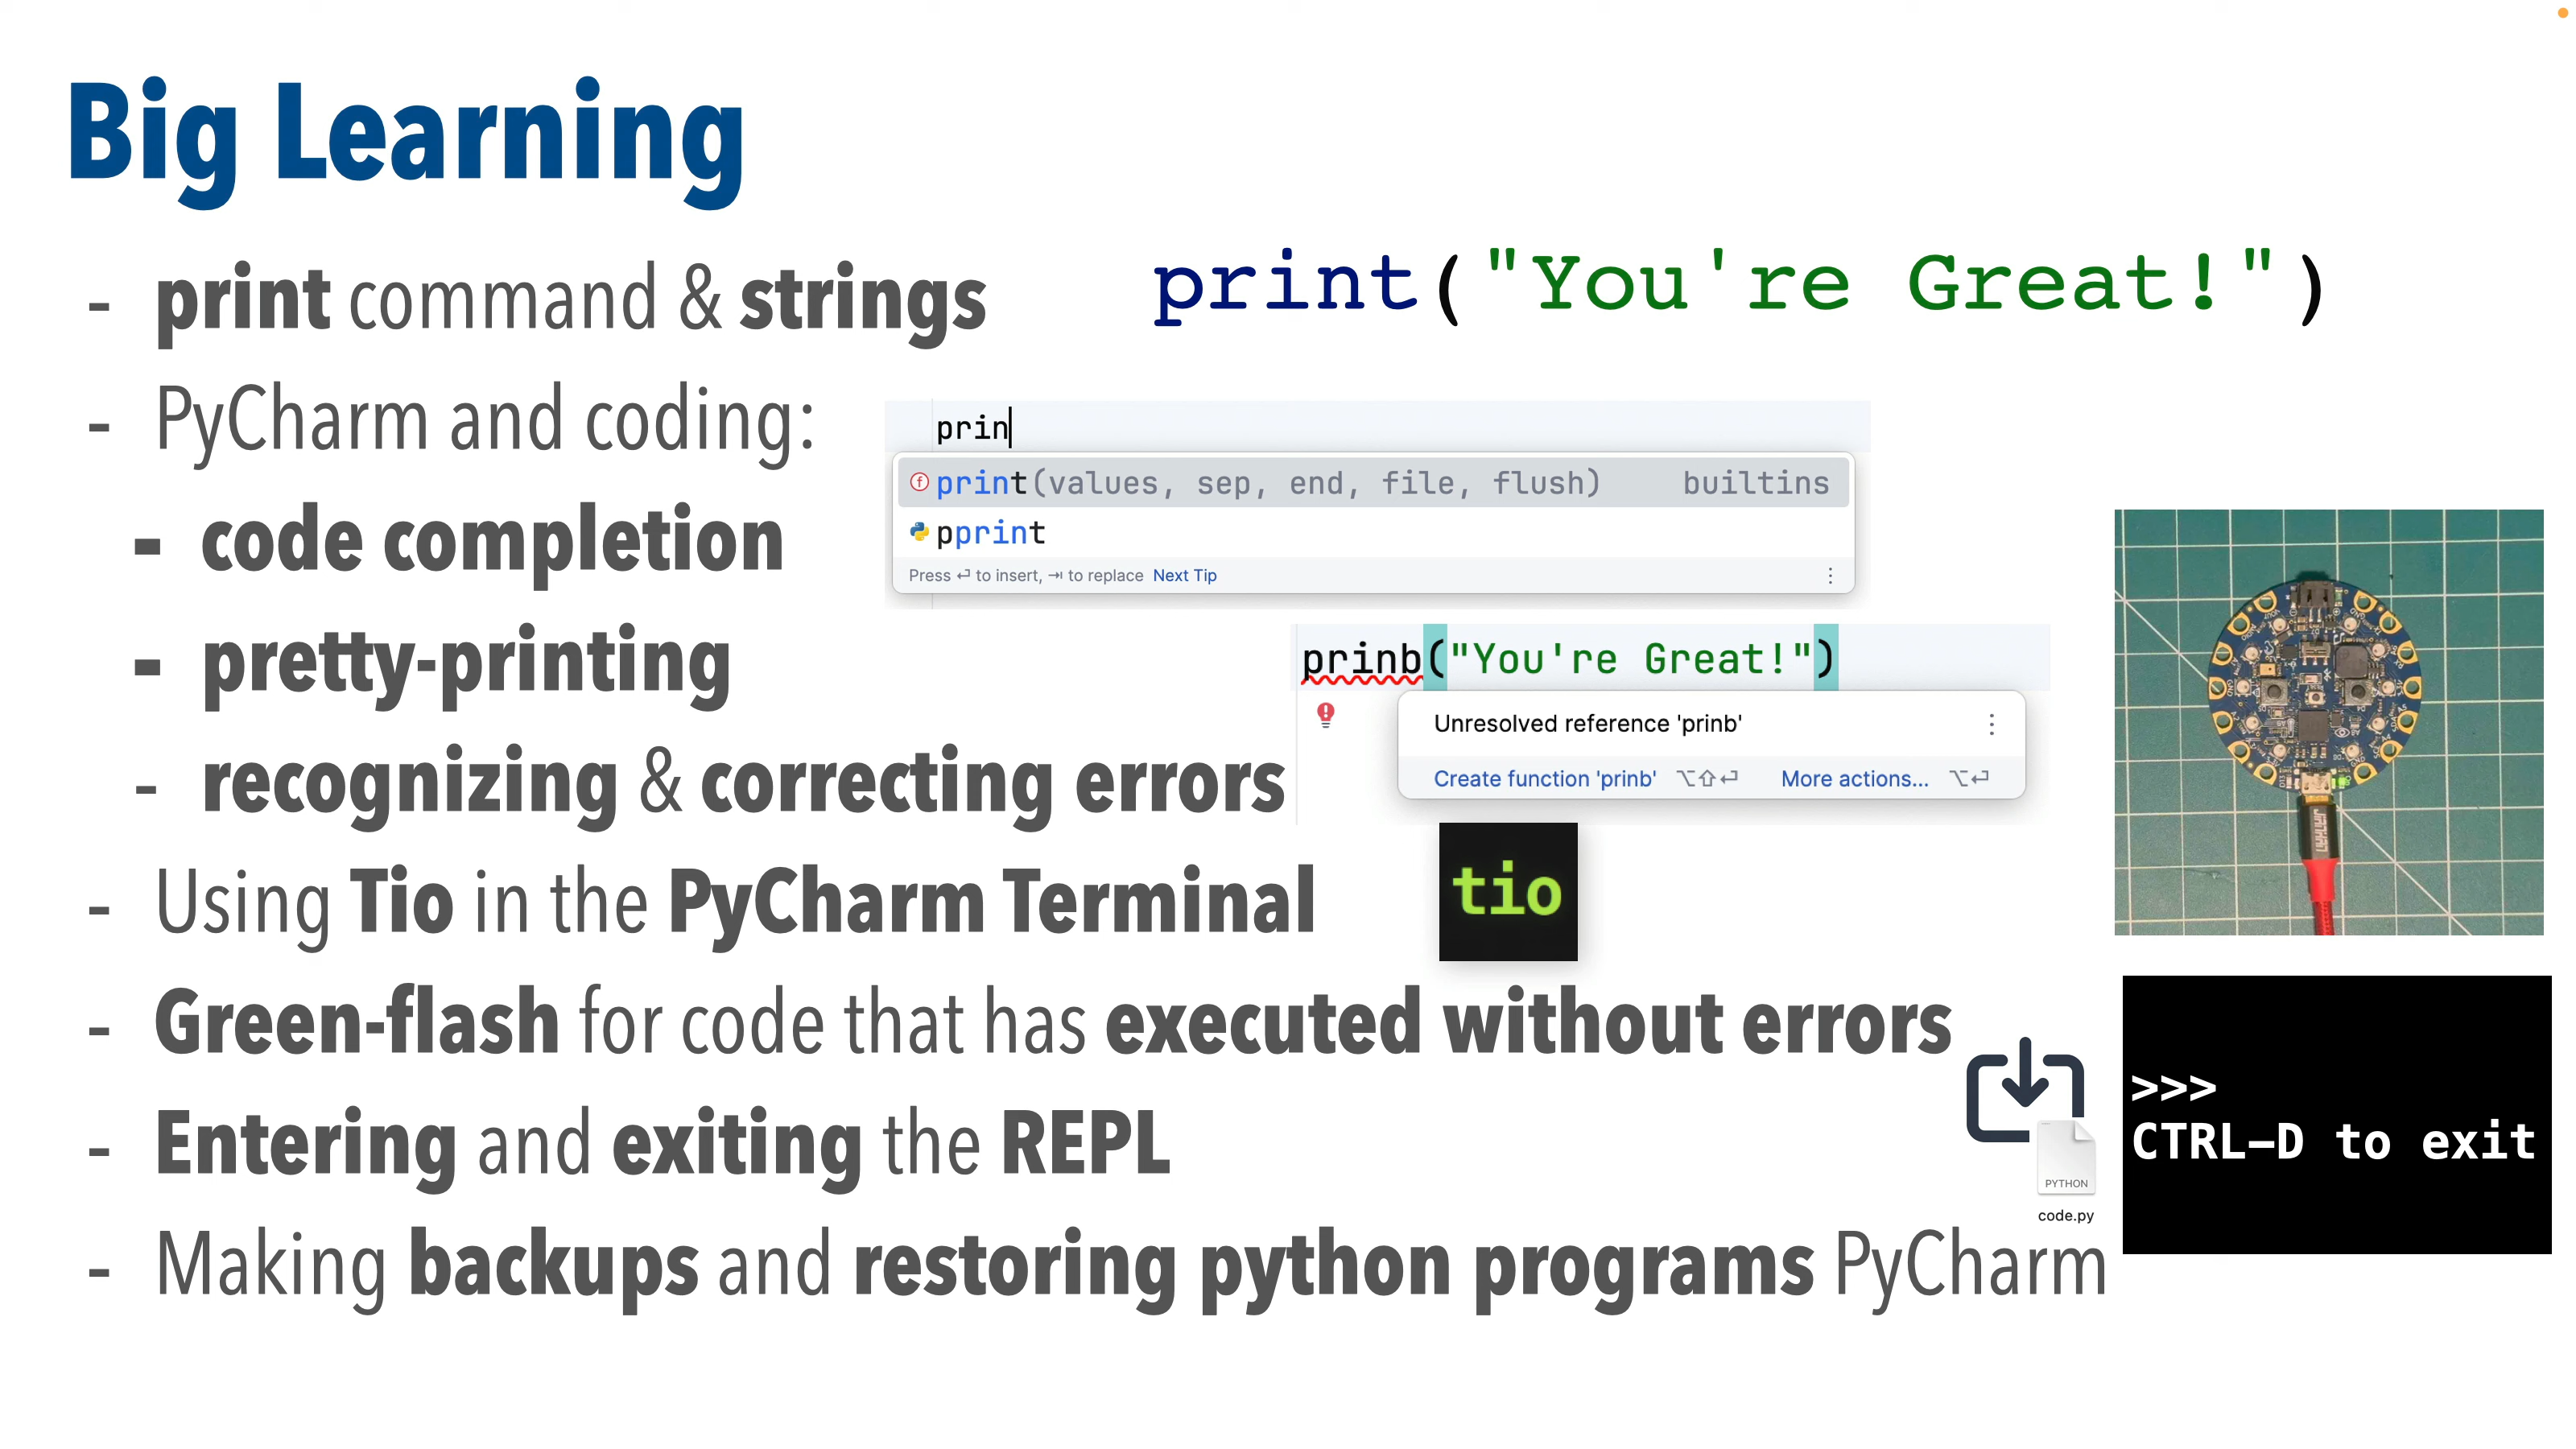 Big Learning
- print command & strings
print("You're Great!")
- PyCharm and coding:
prin
print(values, sep, end, file, flush) builtins
pprint
Press ⏎ to insert, ⇥ to replace Next Tip
- code completion
- pretty-printing
prinb("You're Great!")
Unresolved reference 'prinb'
Create function 'prinb' ⌥⇧⏎ More actions... ⌥⏎
- recognizing & correcting errors
- Using Tio in the PyCharm Terminal
tio
- Green-flash for code that has executed without errors
- Entering and exiting the REPL
>>>
CTRL–D to exit
PYTHON
code.py
- Making backups and restoring python programs PyCharm